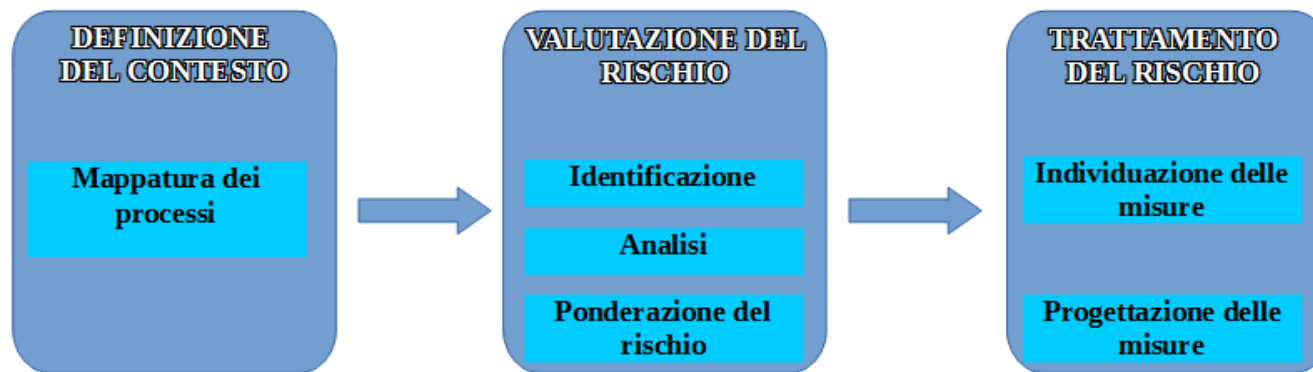 DEFINIZIONE
DEL CONTESTO
Mappatura dei
processi
VALUTAZIONE DEL
RISCHIO
Identificazione
Analisi
Ponderazione del
rischio
TRATTAMENTO
DEL RISCHIO
Individuazione delle
misure
Progettazione delle
misure